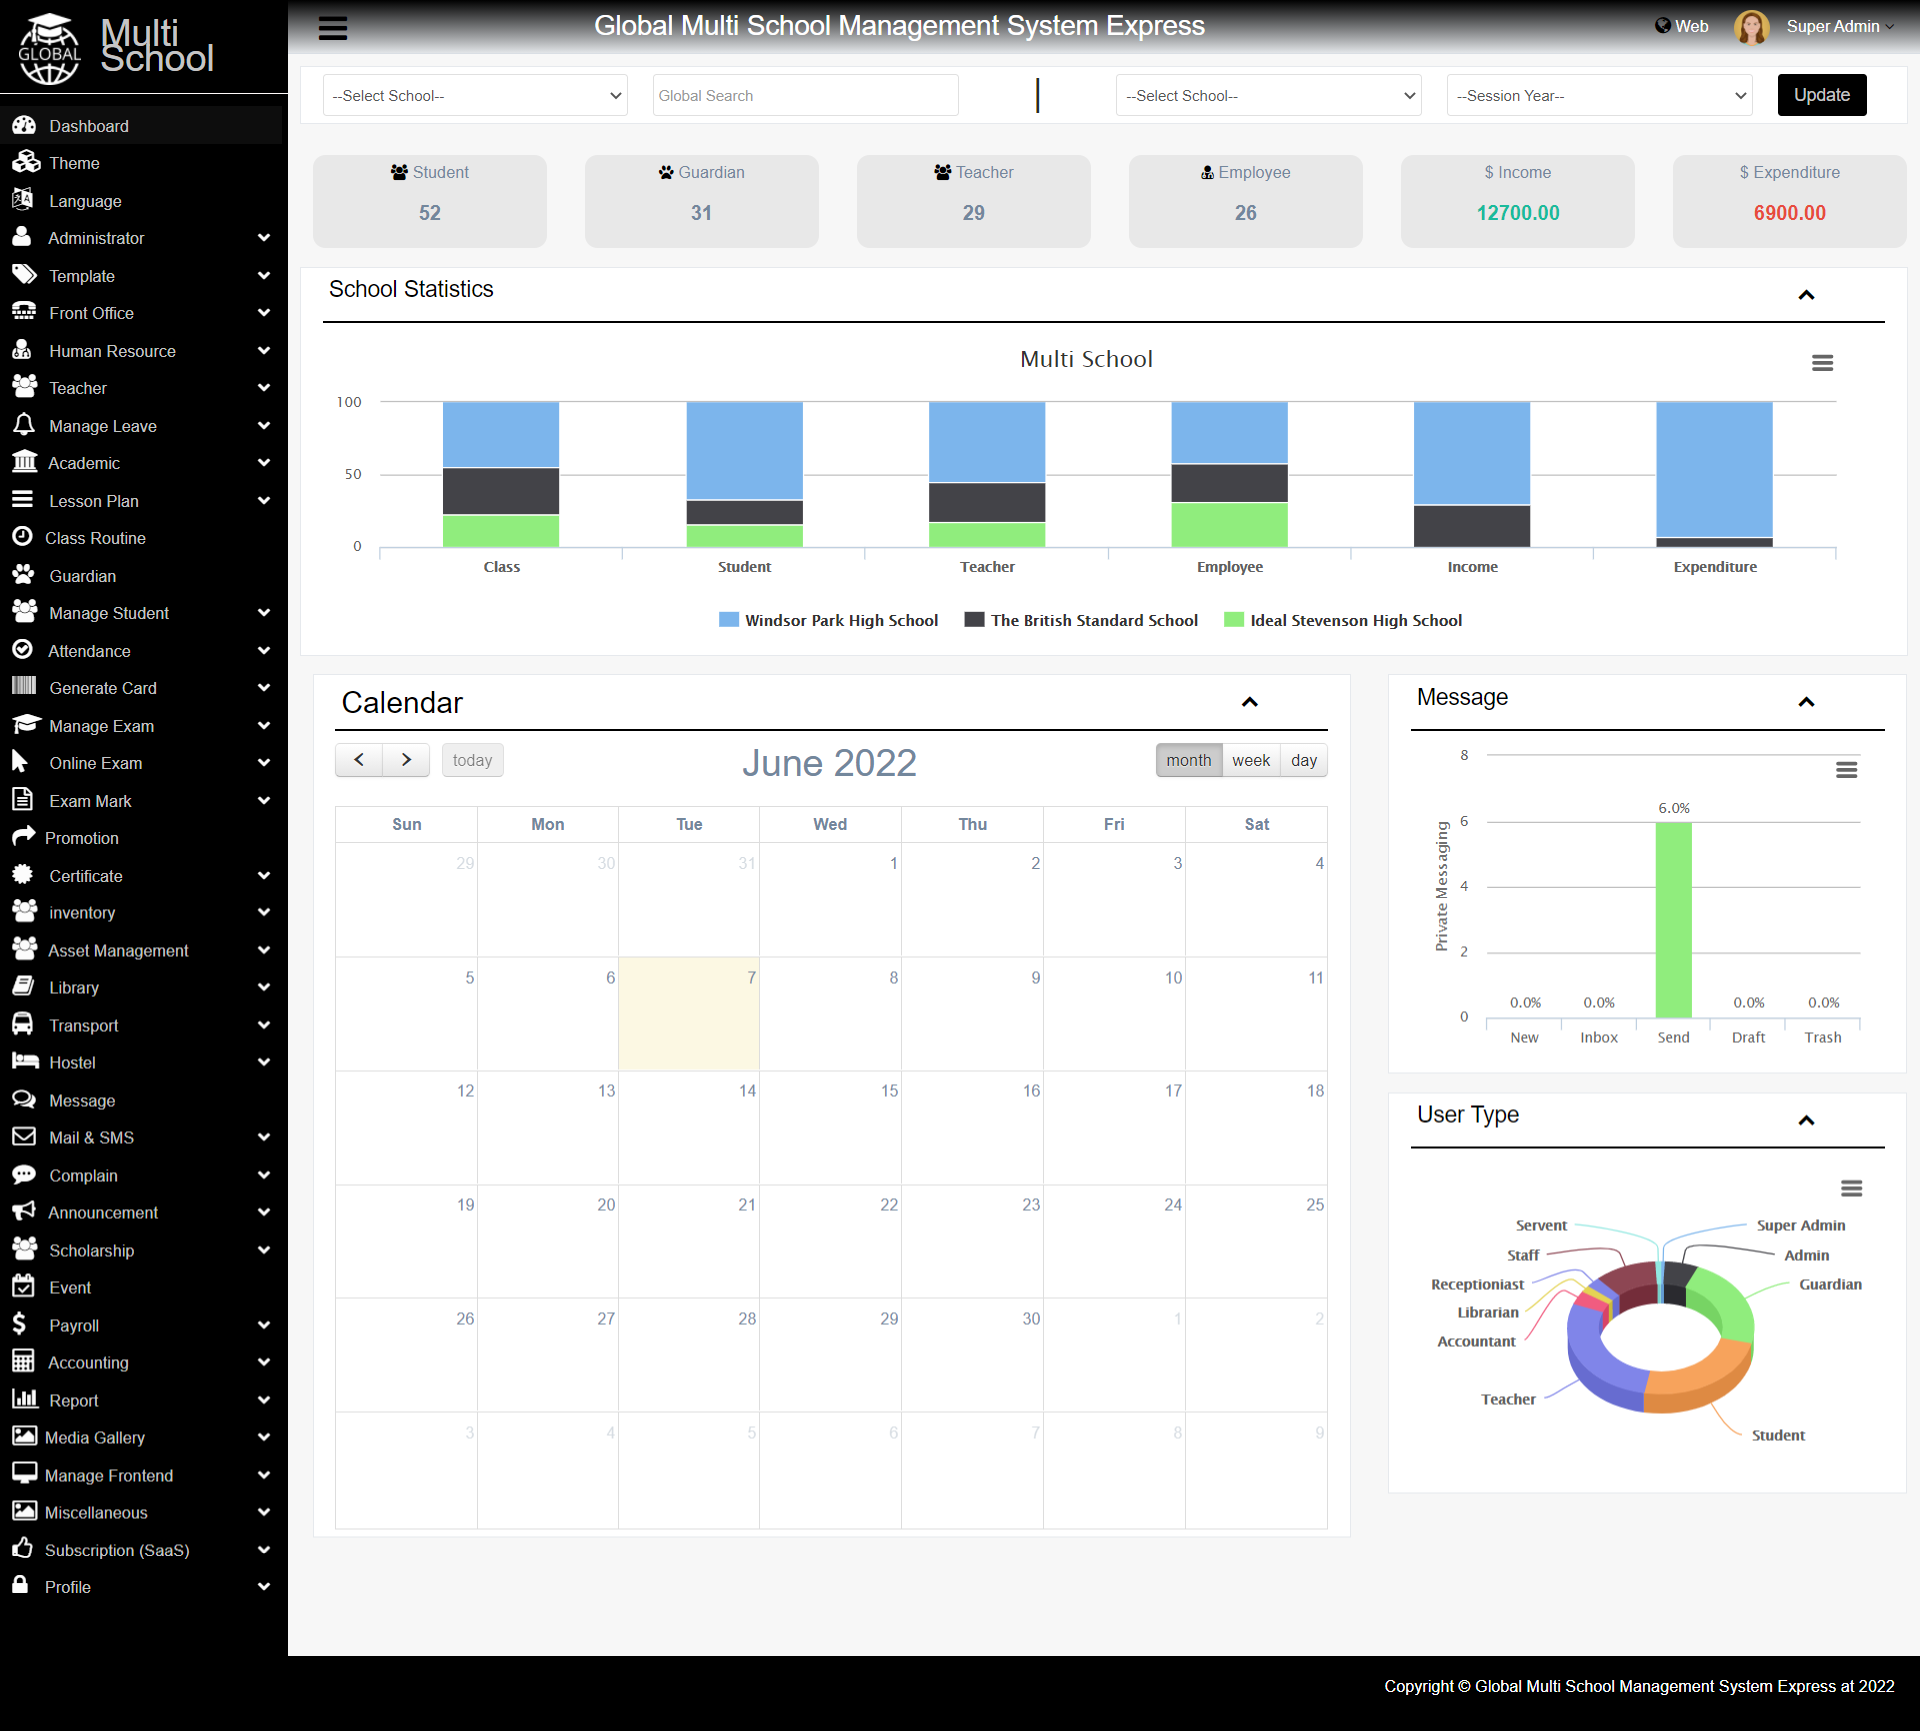 GLOBAL
Multi
School
Global Multi School Management System Express
Web
Super Admin
--Select School--
Global Search
--Select School--
--Session Year--
Update
Dashboard
Theme
Language
Administrator
Template
Front Office
Human Resource
Teacher
Manage Leave
Academic
Lesson Plan
Class Routine
Guardian
Manage Student
Attendance
Generate Card
Manage Exam
Online Exam
Exam Mark
Promotion
Certificate
inventory
Asset Management
Library
Transport
Hostel
Message
Mail & SMS
Complain
Announcement
Scholarship
Event
Payroll
Accounting
Report
Media Gallery
Manage Frontend
Miscellaneous
Subscription (SaaS)
Profile
Student
52
Guardian
31
Teacher
29
Employee
26
$ Income
12700.00
$ Expenditure
6900.00
School Statistics
Multi School
100
50
0
Class Student Teacher Employee Income Expenditure
Windsor Park High School The British Standard School Ideal Stevenson High School
Calendar
today
June 2022
month week day
Sun Mon Tue Wed Thu Fri Sat
29 30 31 1 2 3 4
5 6 7 8 9 10 11
12 13 14 15 16 17 18
19 20 21 22 23 24 25
26 27 28 29 30 1 2
3 4 5 6 7 8 9
Message
Private Messaging
8
6
4
2
0
0.0% 0.0% 6.0% 0.0% 0.0%
New Inbox Send Draft Trash
User Type
Servent
Super Admin
Staff
Admin
Receptioniast
Guardian
Librarian
Accountant
Teacher
Student
Copyright © Global Multi School Management System Express at 2022